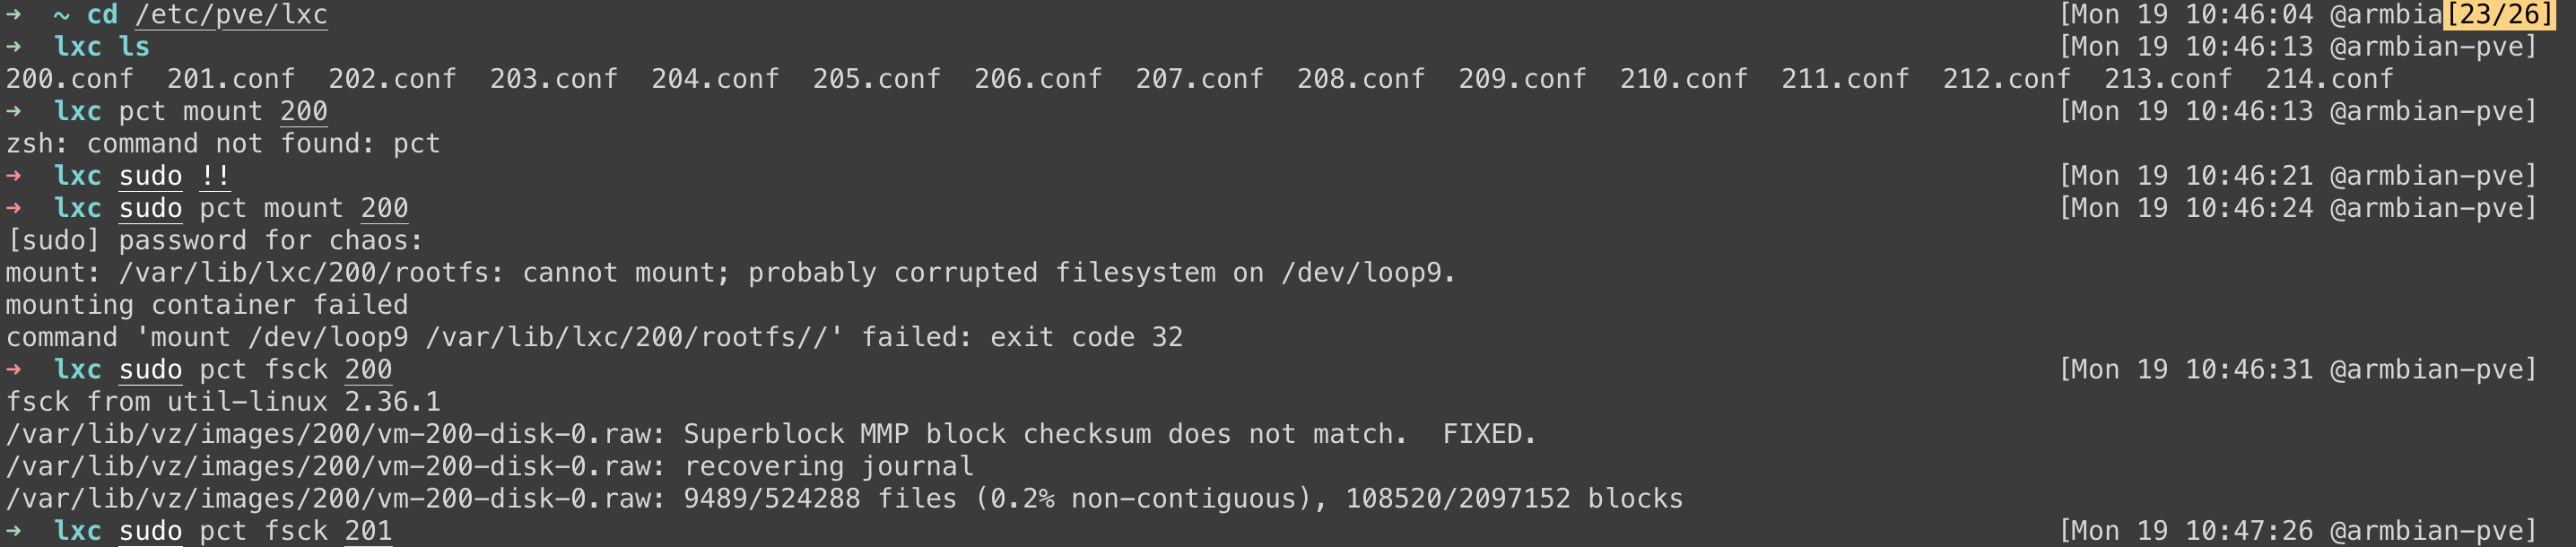 → ~ cd /etc/pve/lxc [Mon 19 10:46:04 @armbia[23/26]
→ lxc ls [Mon 19 10:46:13 @armbian-pve]
200.conf 201.conf 202.conf 203.conf 204.conf 205.conf 206.conf 207.conf 208.conf 209.conf 210.conf 211.conf 212.conf 213.conf 214.conf
→ lxc pct mount 200 [Mon 19 10:46:13 @armbian-pve]
zsh: command not found: pct
→ lxc sudo !! [Mon 19 10:46:21 @armbian-pve]
→ lxc sudo pct mount 200 [Mon 19 10:46:24 @armbian-pve]
[sudo] password for chaos:
mount: /var/lib/lxc/200/rootfs: cannot mount; probably corrupted filesystem on /dev/loop9.
mounting container failed
command 'mount /dev/loop9 /var/lib/lxc/200/rootfs//' failed: exit code 32
→ lxc sudo pct fsck 200 [Mon 19 10:46:31 @armbian-pve]
fsck from util-linux 2.36.1
/var/lib/vz/images/200/vm-200-disk-0.raw: Superblock MMP block checksum does not match.  FIXED.
/var/lib/vz/images/200/vm-200-disk-0.raw: recovering journal
/var/lib/vz/images/200/vm-200-disk-0.raw: 9489/524288 files (0.2% non-contiguous), 108520/2097152 blocks
→ lxc sudo pct fsck 201 [Mon 19 10:47:26 @armbian-pve]